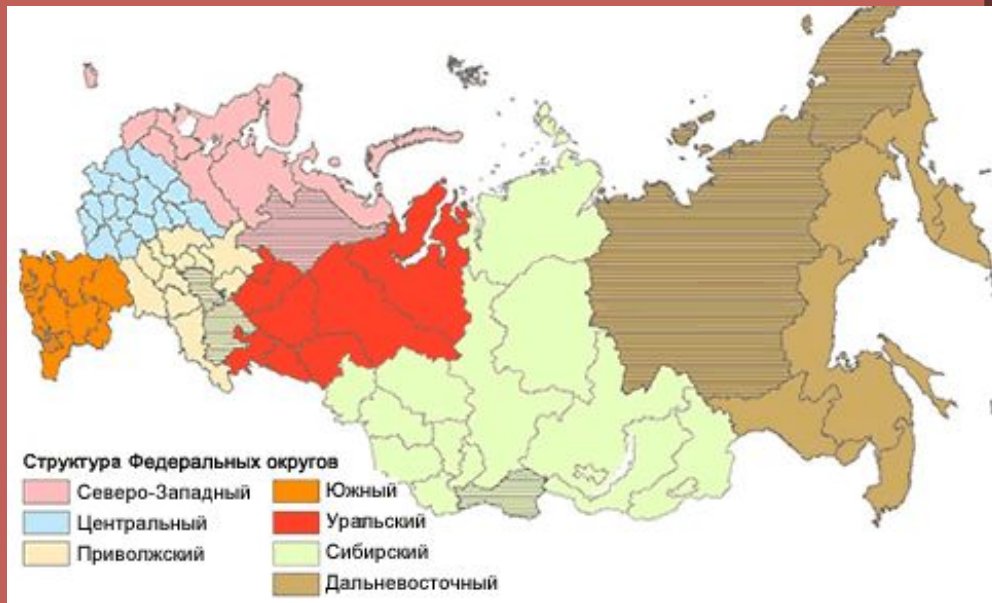 Структура Федеральных округов
Северо-Западный
Центральный
Приволжский
Южный
Уральский
Сибирский
Дальневосточный